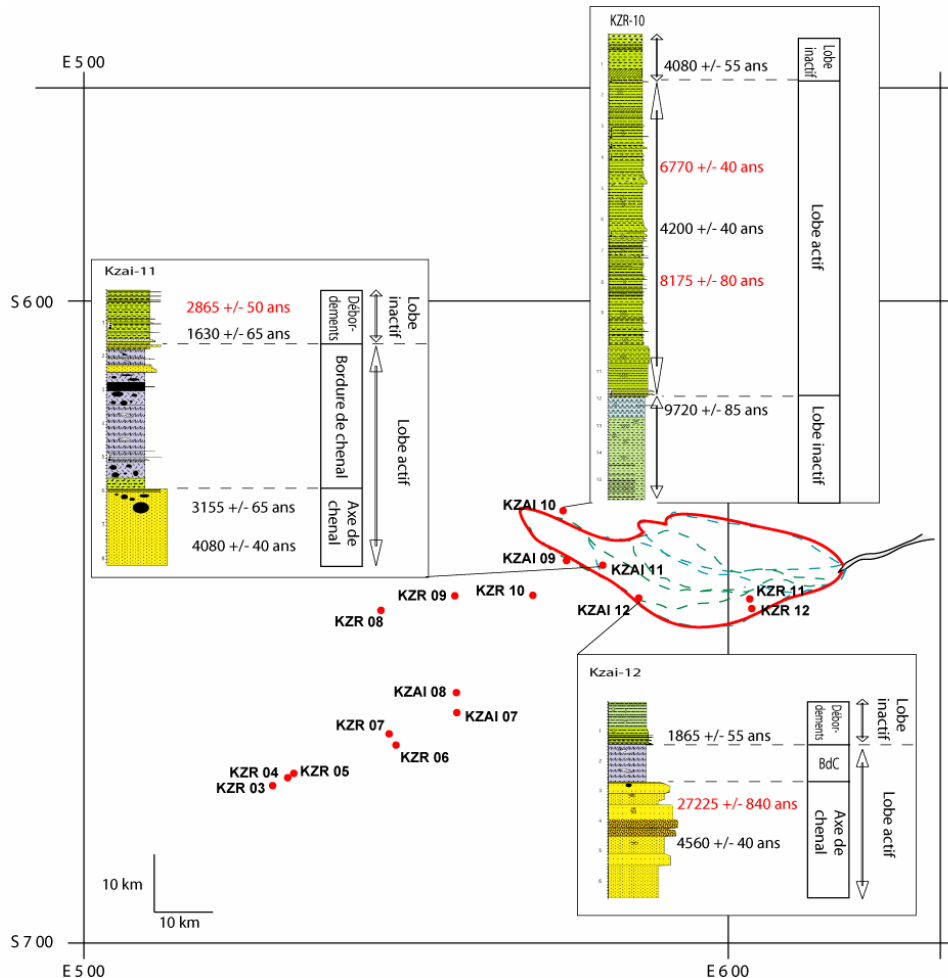 E 5 00
KZR-10
4080 +/- 55 ans
Lobe
inactif
6770 +/- 40 ans
4200 +/- 40 ans
8175 +/- 80 ans
Lobe actif
9720 +/- 85 ans
Lobe inactif
S 6 00
Kzai-11
2865 +/- 50 ans
1630 +/- 65 ans
Débor-
dements
Lobe
inactif
Bordure de chenal
Lobe actif
3155 +/- 65 ans
4080 +/- 40 ans
Axe de
chenal
KZAI 10
KZAI 09
KZAI 11
KZR 09
KZR 10
KZAI 12
KZR 11
KZR 12
KZR 08
KZAI 08
KZAI 07
KZR 07
KZR 06
KZR 04
KZR 05
KZR 03
Kzai-12
1865 +/- 55 ans
Débor-
dements
Lobe
inactif
BdC
27225 +/- 840 ans
4560 +/- 40 ans
Axe de
chenal
Lobe actif
10 km
10 km
S 7 00
E 5 00
E 6 00